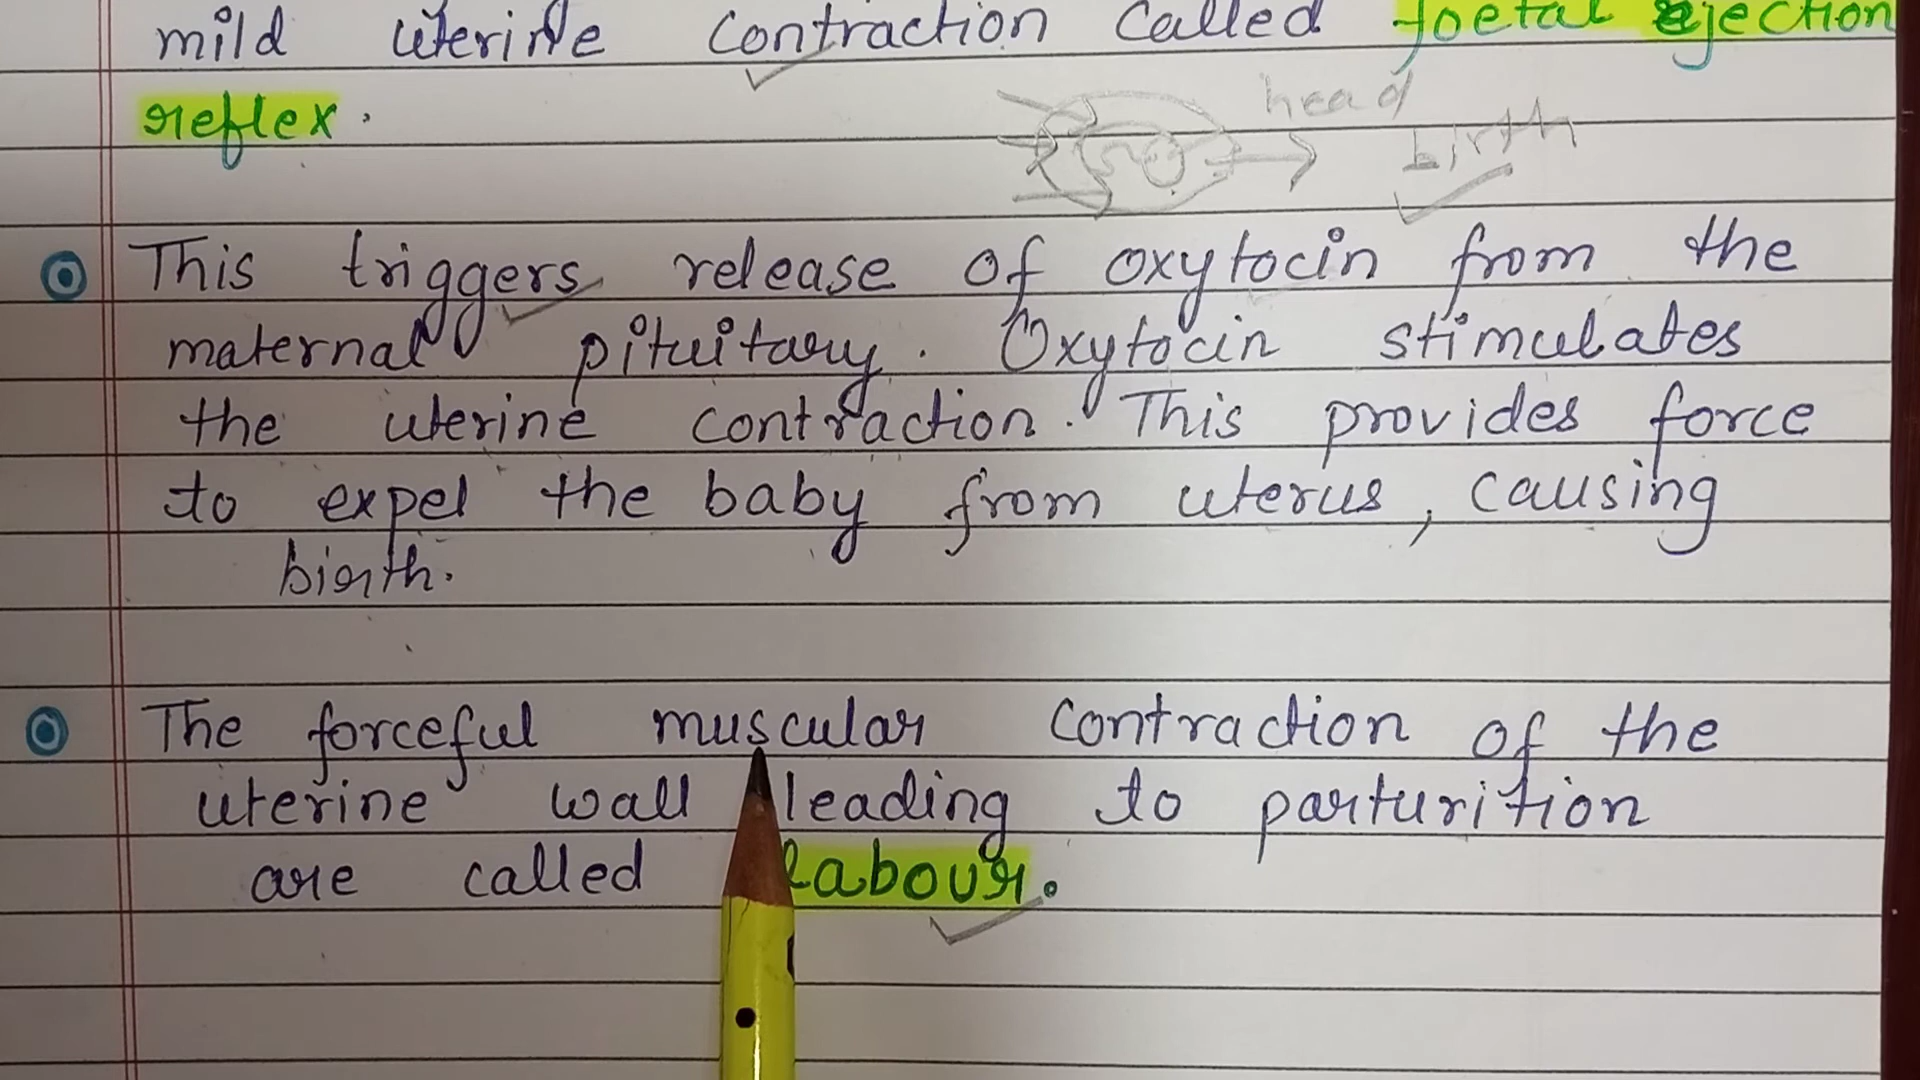 mild uterine contraction called foetal ejection
reflex.
head
birth
This triggers release of oxytocin from the
maternal pituitary. Oxytocin stimulates
the uterine contraction. This provides force
to expel the baby from uterus, causing
birth.
The forceful muscular contraction of the
uterine wall leading to parturition
are called labour.